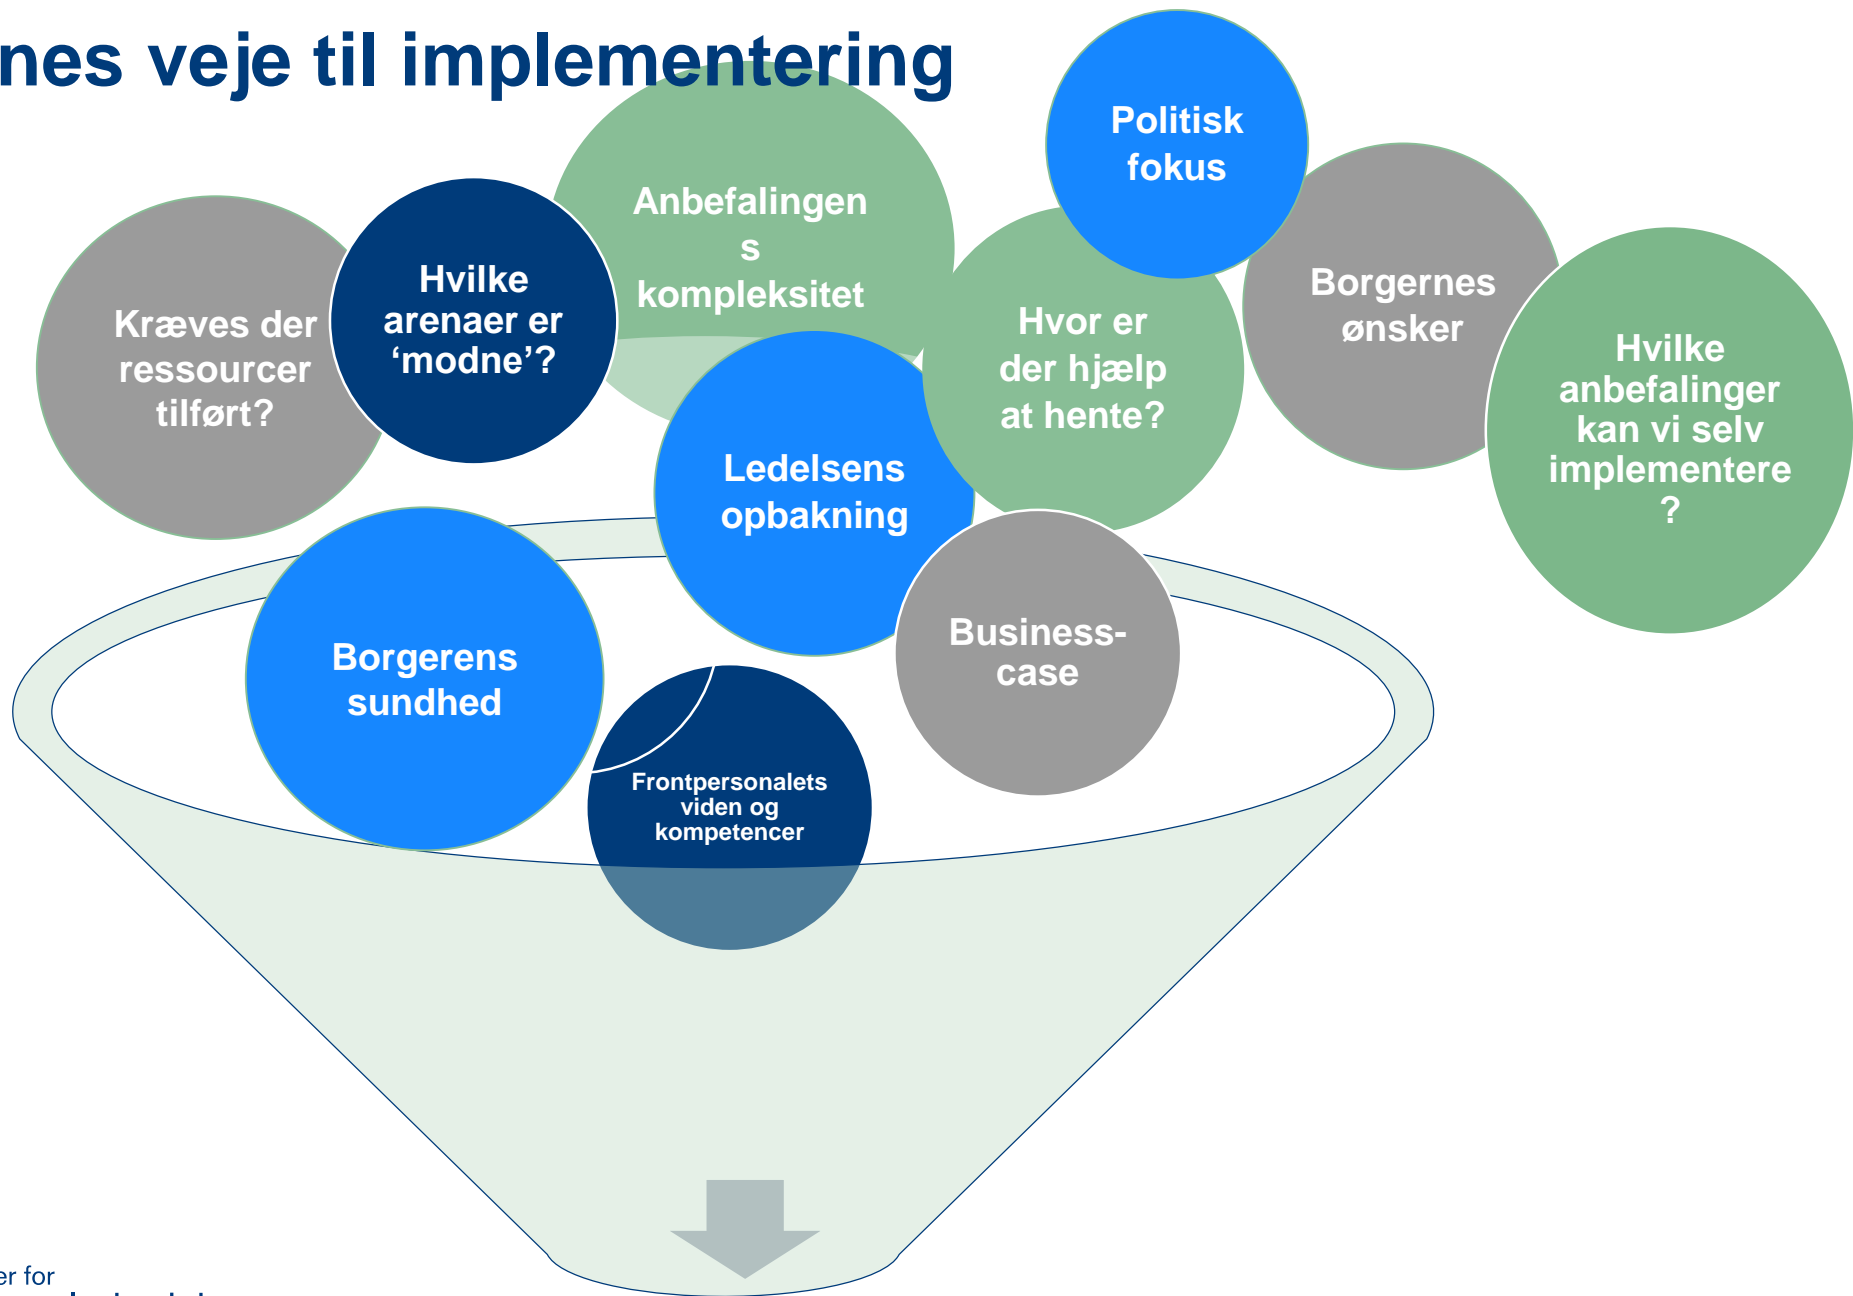 nes veje til implementering
Politisk
fokus
Anbefalingen
s
kompleksitet
Hvilke
arenaer er
‘modne’?
Kræves der
ressourcer
tilført?
Hvor er
der hjælp
at hente?
Borgernes
ønsker
Hvilke
anbefalinger
kan vi selv
implementere
?
Ledelsens
opbakning
Borgerens
sundhed
Business-
case
Frontpersonalets
viden og
kompetencer
er for